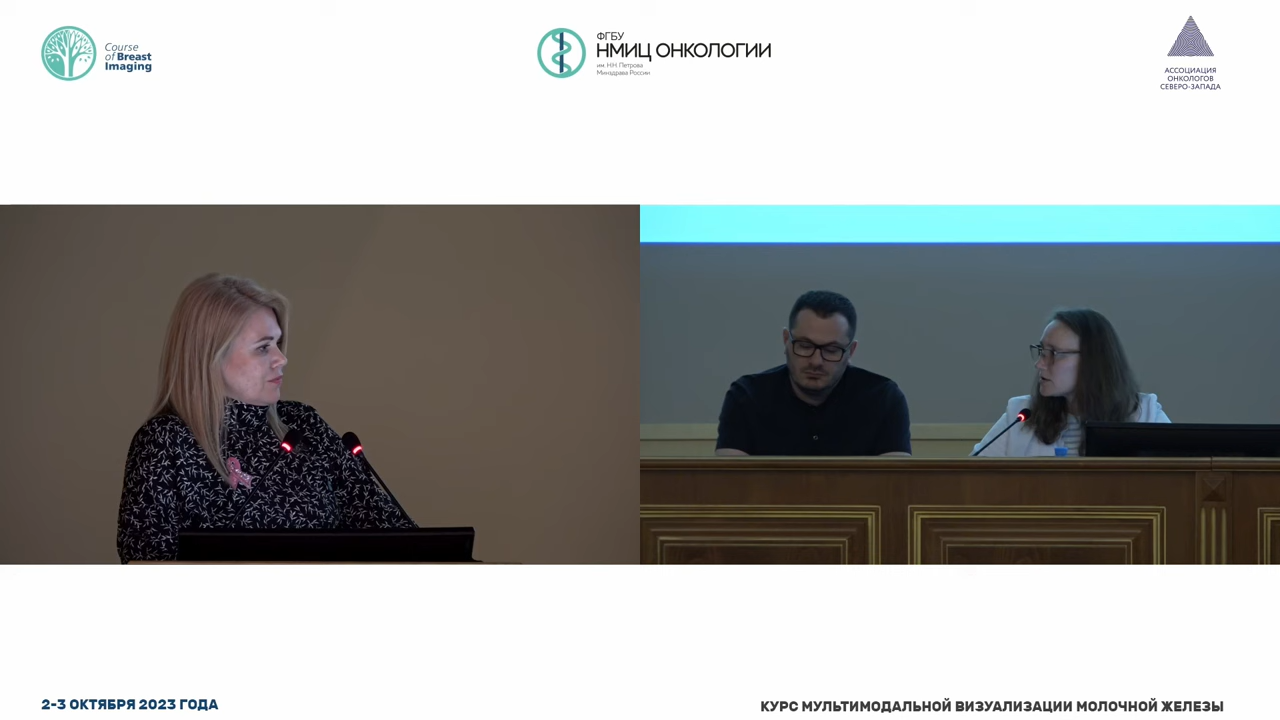 Course
of Breast
Imaging
ФГБУ
НМИЦ ОНКОЛОГИИ
им. Н.Н. Петрова
Минздрава России
АССОЦИАЦИЯ
ОНКОЛОГОВ
СЕВЕРО-ЗАПАДА
2-3 ОКТЯБРЯ 2023 ГОДА
КУРС МУЛЬТИМОДАЛЬНОЙ ВИЗУАЛИЗАЦИИ МОЛОЧНОЙ ЖЕЛЕЗЫ